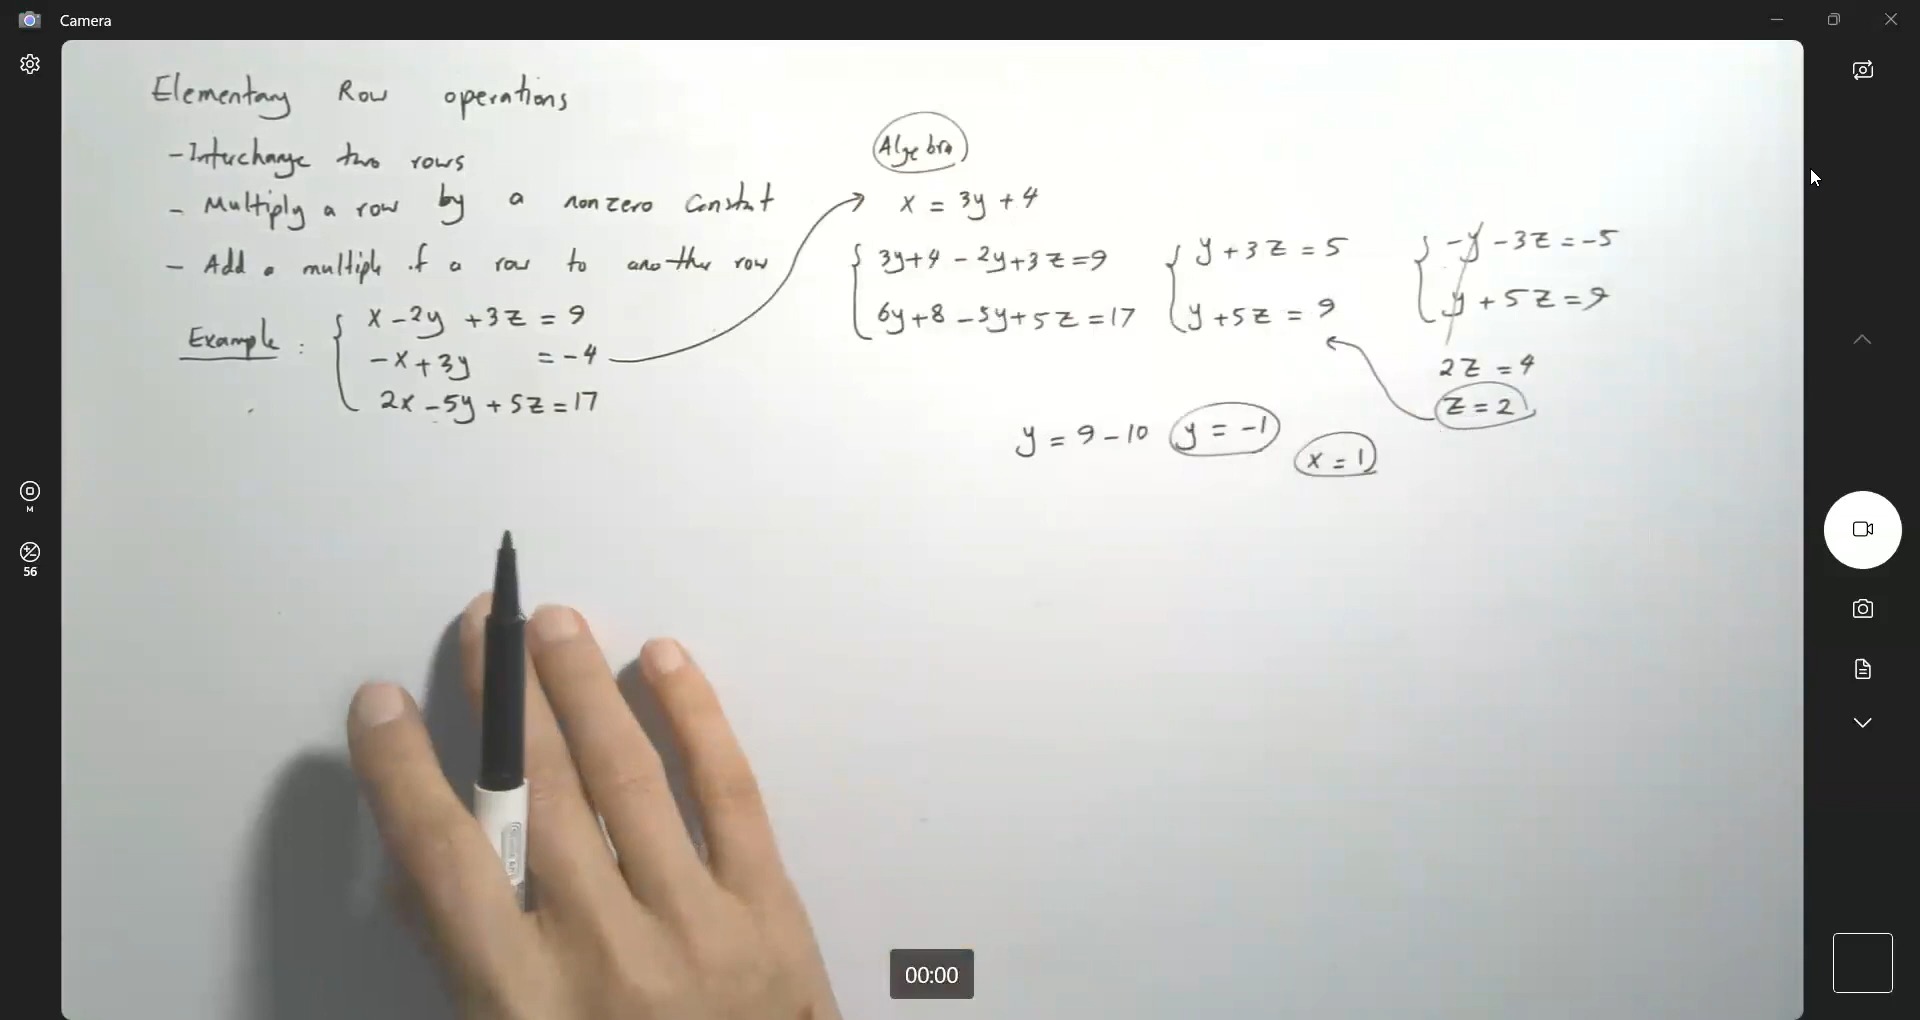 Camera
Elementary Row operations
- Interchange two rows
- Multiply a row by a nonzero constant
- Add a multiple of a row to another row
Example :
x - 2y + 3z = 9
-x + 3y = -4
2x - 5y + 5z = 17
Algebra
x = 3y + 4
3y + 4 - 2y + 3z = 9
6y + 8 - 5y + 5z = 17
y + 3z = 5
y + 5z = 9
-y - 3z = -5
y + 5z = 9
2z = 4
z = 2
y = 9 - 10 y = -1
x = 1
M
56
00:00